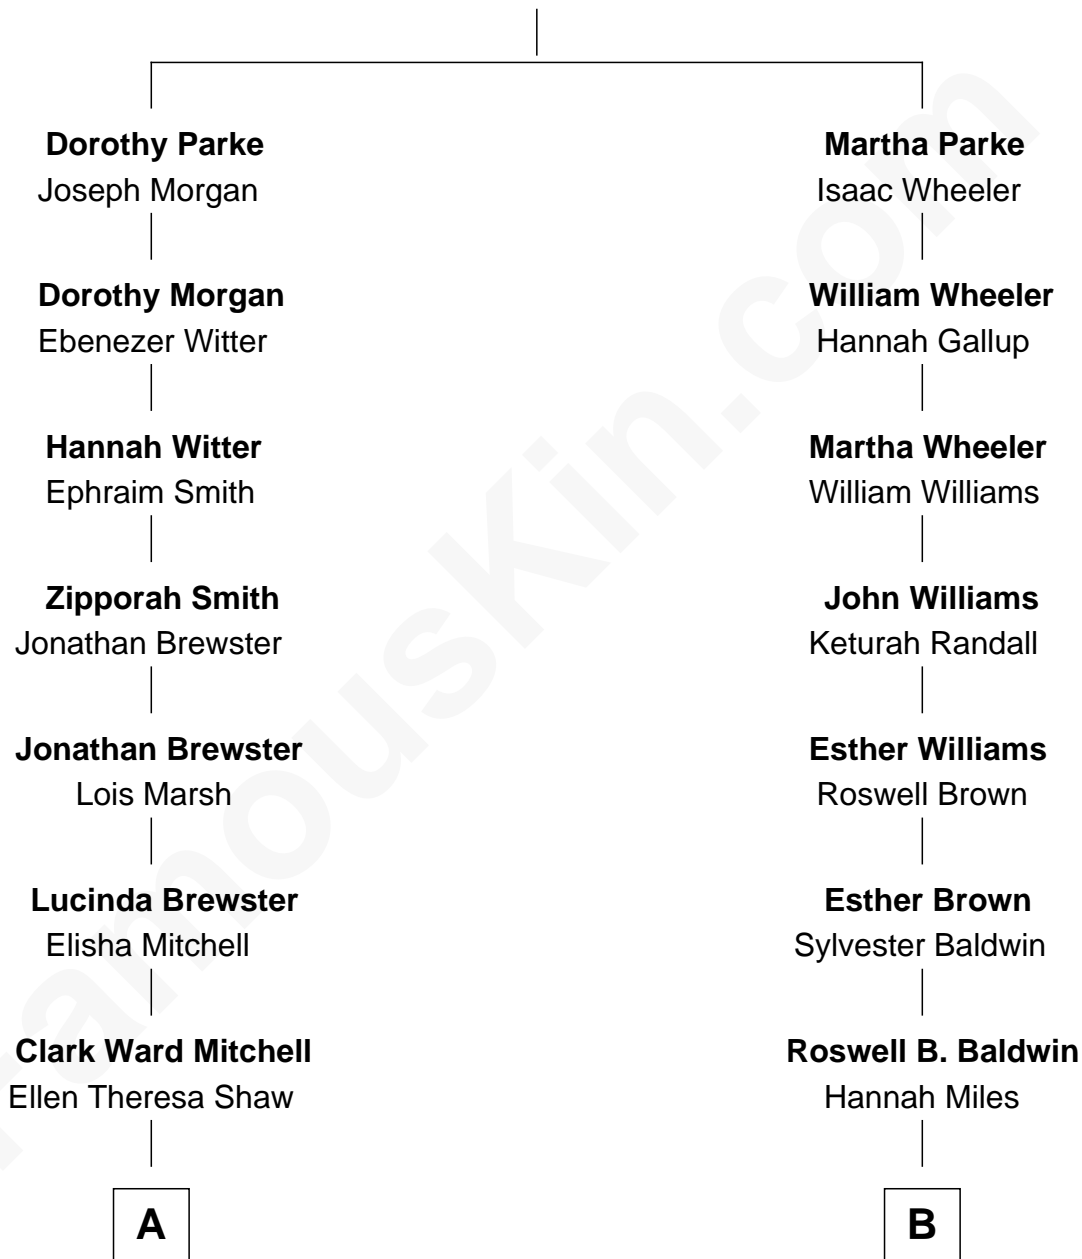 Dorothy Parke
Joseph Morgan
Dorothy Morgan
Ebenezer Witter
Hannah Witter
Ephraim Smith
Zipporah Smith
Jonathan Brewster
Jonathan Brewster
Lois Marsh
Lucinda Brewster
Elisha Mitchell
Clark Ward Mitchell
Ellen Theresa Shaw
A
Martha Parke
Isaac Wheeler
William Wheeler
Hannah Gallup
Martha Wheeler
William Williams
John Williams
Keturah Randall
Esther Williams
Roswell Brown
Esther Brown
Sylvester Baldwin
Roswell B. Baldwin
Hannah Miles
B
FamousKin.com